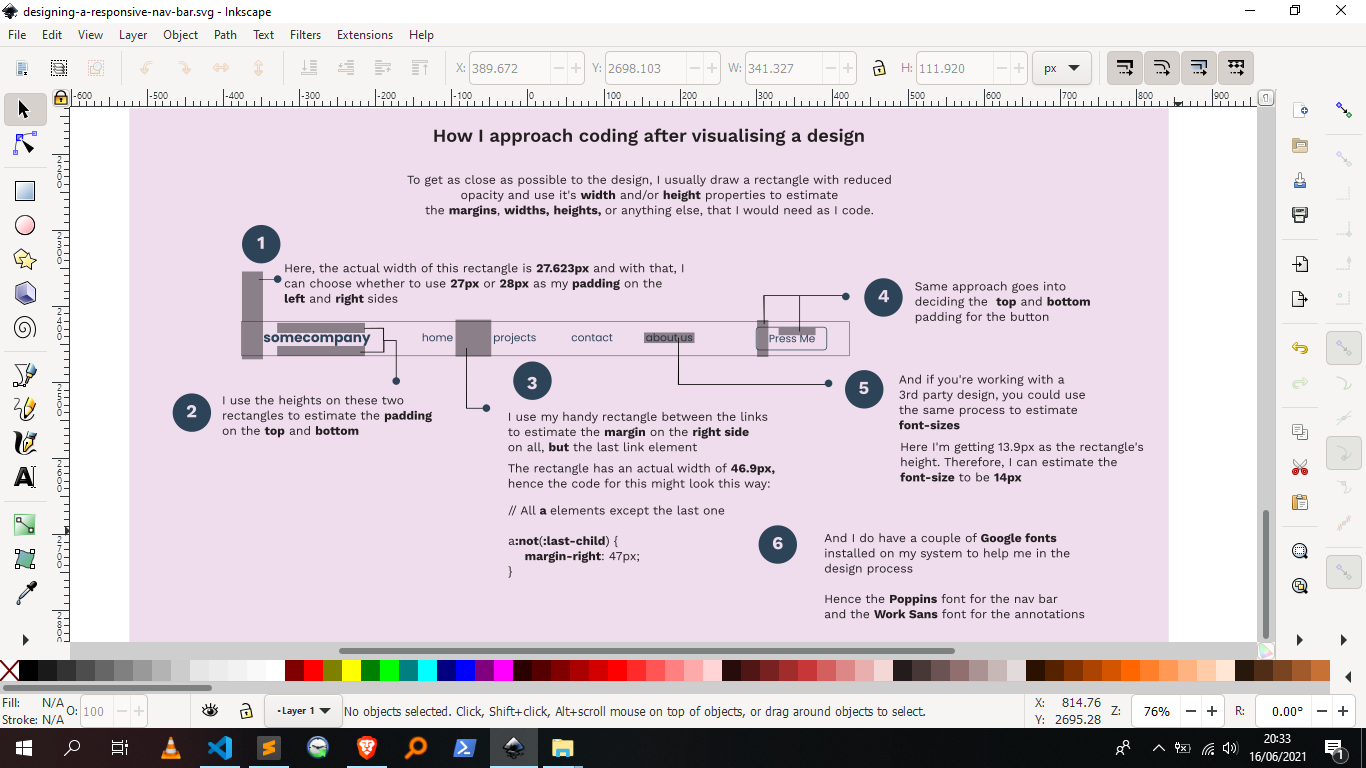 designing-a-responsive-nav-bar.svg - Inkscape
File Edit View Layer Object Path Text Filters Extensions Help
X: 389.672 Y: 2698.103 W: 341.327 H: 111.920 px
-600 -500 -400 -300 -200 -100 0 100 200 300 400 500 600 700 800 900
How I approach coding after visualising a design
To get as close as possible to the design, I usually draw a rectangle with reduced
opacity and use it's width and/or height properties to estimate
the margins, widths, heights, or anything else, that I would need as I code.
1
Here, the actual width of this rectangle is 27.623px and with that, I
can choose whether to use 27px or 28px as my padding on the
left and right sides
4
Same approach goes into
deciding the top and bottom
padding for the button
somecompany home projects contact about us Press Me
2
I use the heights on these two
rectangles to estimate the padding
on the top and bottom
3
I use my handy rectangle between the links
to estimate the margin on the right side
on all, but the last link element
The rectangle has an actual width of 46.9px,
hence the code for this might look this way:
// All a elements except the last one
a:not(:last-child) {
margin-right: 47px;
}
5
And if you're working with a
3rd party design, you could use
the same process to estimate
font-sizes
Here I'm getting 13.9px as the rectangle's
height. Therefore, I can estimate the
font-size to be 14px
6
And I do have a couple of Google fonts
installed on my system to help me in the
design process
Hence the Poppins font for the nav bar
and the Work Sans font for the annotations
Fill: N/A O: 100
Stroke: N/A
Layer 1
No objects selected. Click, Shift+click, Alt+scroll mouse on top of objects, or drag around objects to select.
X: 814.76
Y: 2695.28
Z: 76% R: 0.00°
20:33
16/06/2021
1